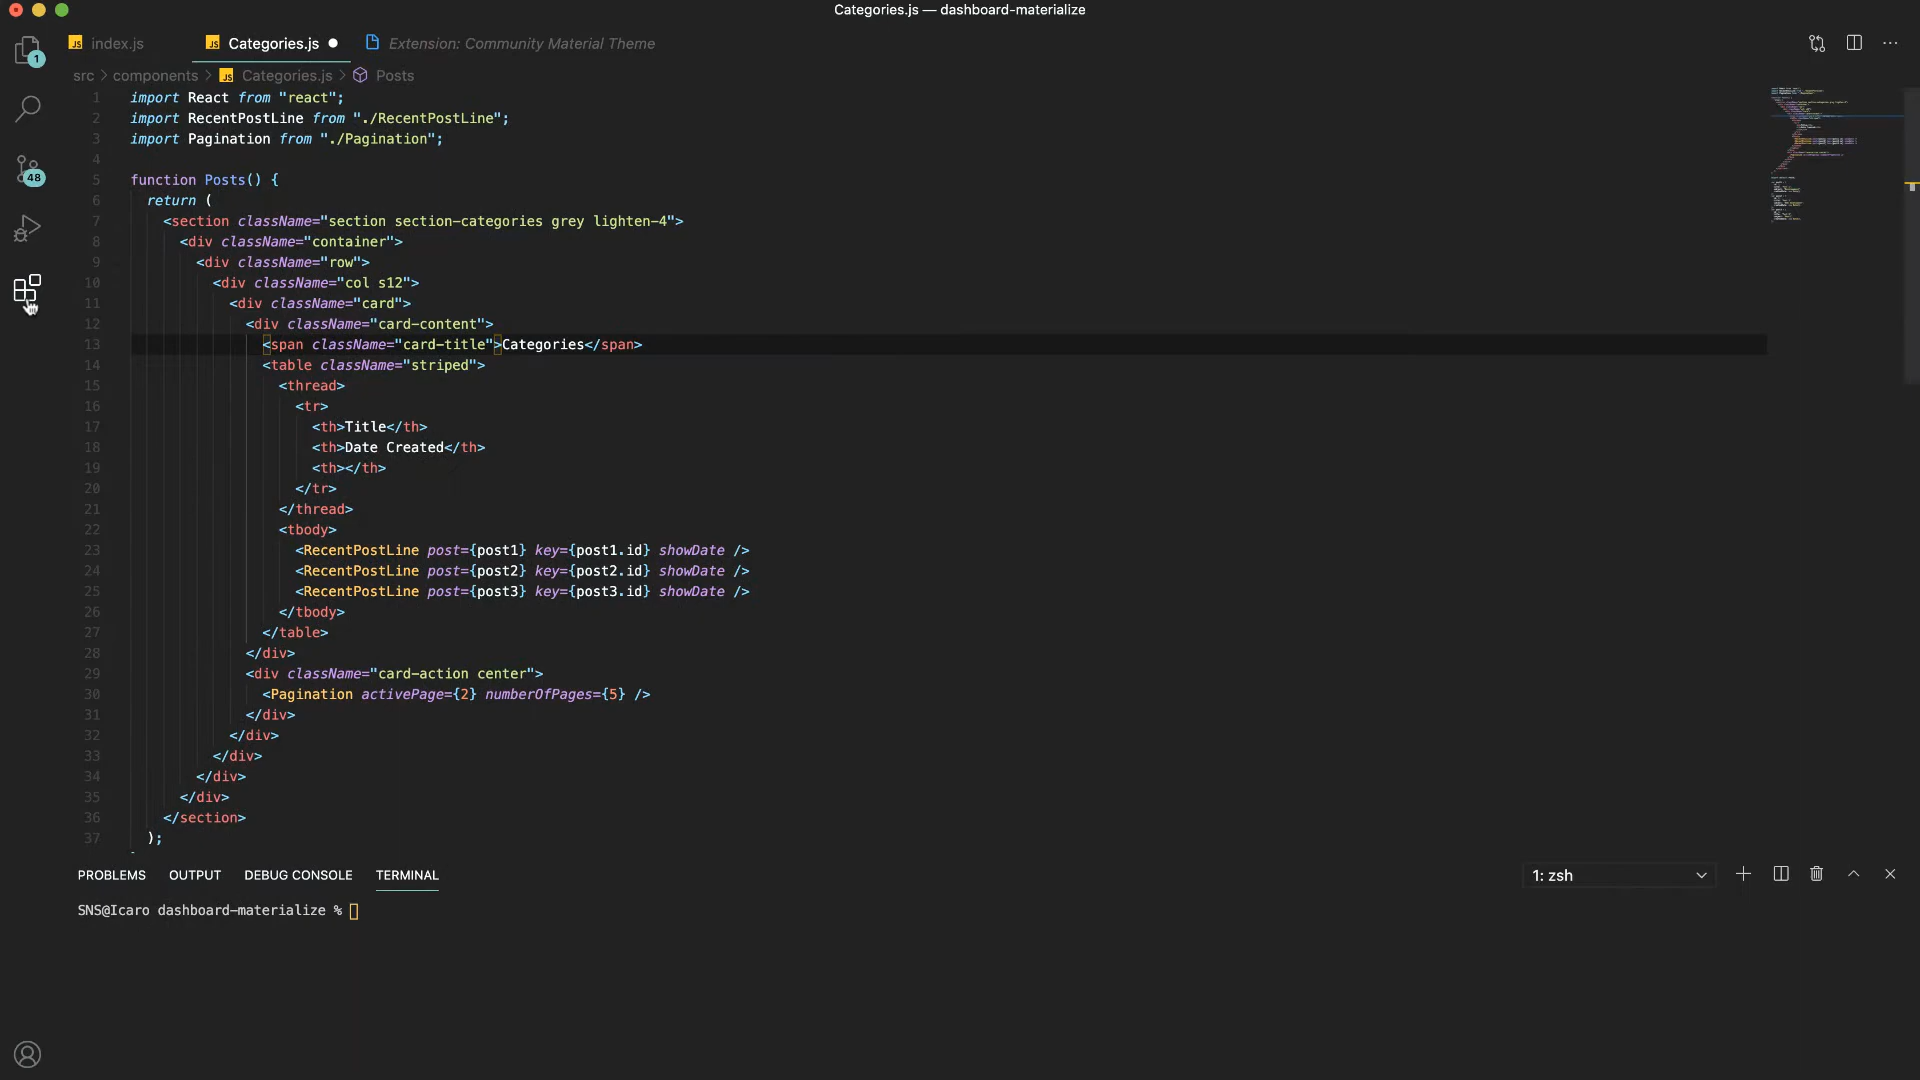 Categories.js — dashboard-materialize
1
JS index.js
JS Categories.js
Extension: Community Material Theme
src > components > JS Categories.js > Posts
48
1 import React from "react";
2 import RecentPostLine from "./RecentPostLine";
3 import Pagination from "./Pagination";
4
5 function Posts() {
6 return (
7 <section className="section section-categories grey lighten-4">
8 <div className="container">
9 <div className="row">
10 <div className="col s12">
11 <div className="card">
12 <div className="card-content">
13 <span className="card-title">Categories</span>
14 <table className="striped">
15 <thread>
16 <tr>
17 <th>Title</th>
18 <th>Date Created</th>
19 <th></th>
20 </tr>
21 </thread>
22 <tbody>
23 <RecentPostLine post={post1} key={post1.id} showDate />
24 <RecentPostLine post={post2} key={post2.id} showDate />
25 <RecentPostLine post={post3} key={post3.id} showDate />
26 </tbody>
27 </table>
28 </div>
29 <div className="card-action center">
30 <Pagination activePage={2} numberOfPages={5} />
31 </div>
32 </div>
33 </div>
34 </div>
35 </div>
36 </section>
37 );
PROBLEMS OUTPUT DEBUG CONSOLE TERMINAL
1: zsh
SNS@Icaro dashboard-materialize %